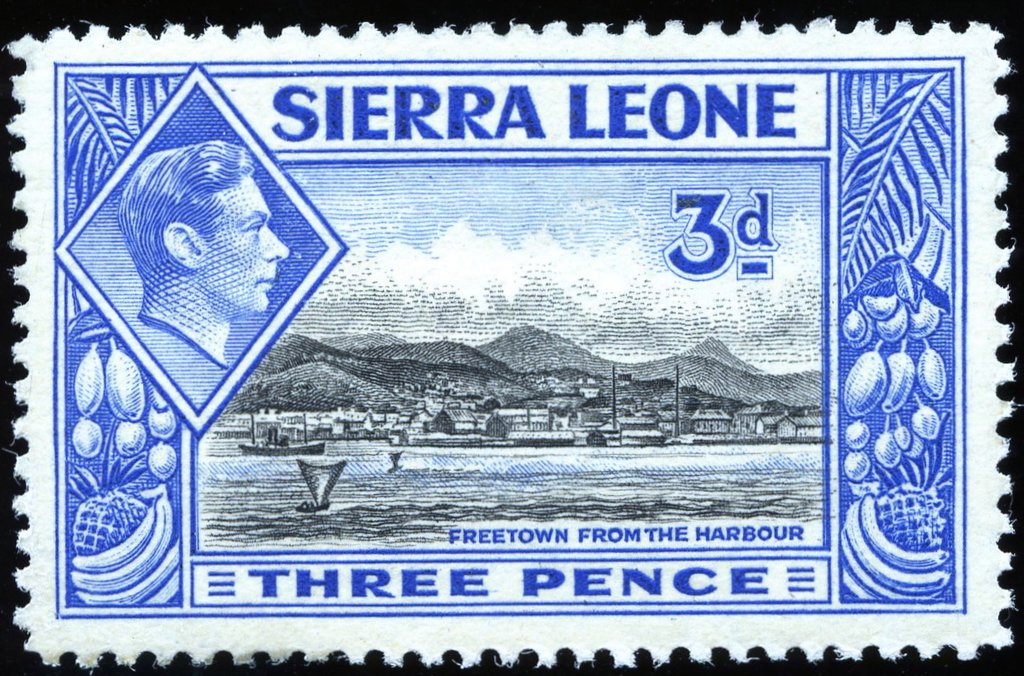 SIERRA LEONE
3d
FREETOWN FROM THE HARBOUR
THREE PENCE